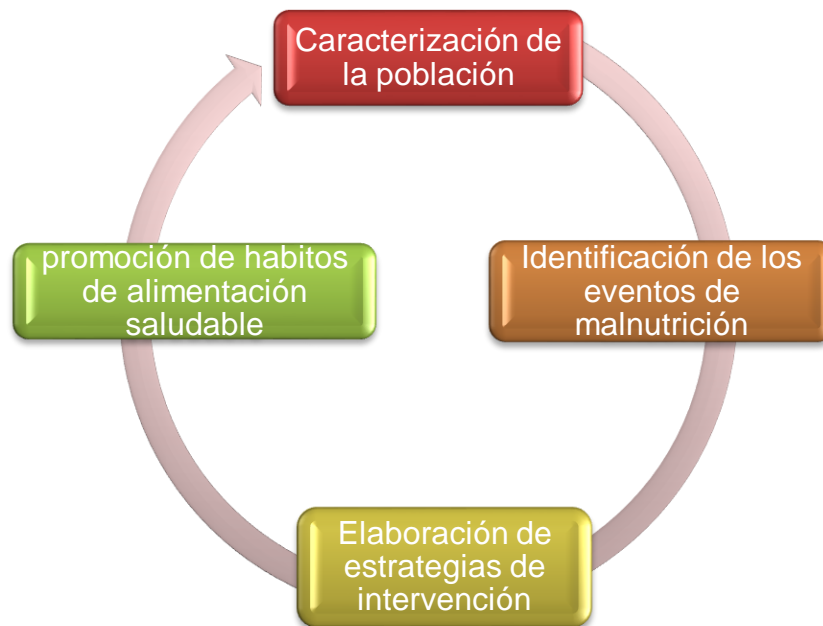 Caracterización de
la población
Identificación de los
eventos de
malnutrición
Elaboración de
estrategias de
intervención
promoción de habitos
de alimentación
saludable